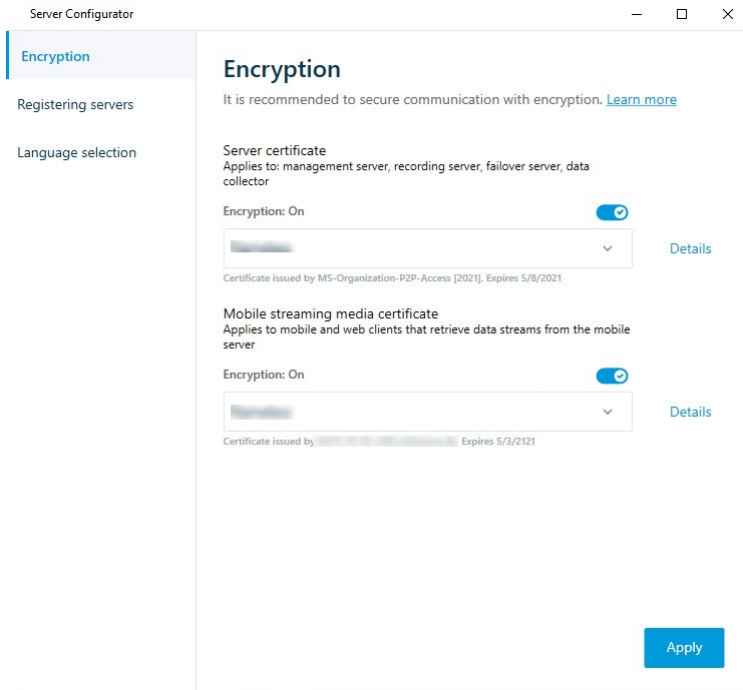 Server Configurator
Encryption
Registering servers
Language selection
Encryption
It is recommended to secure communication with encryption. Learn more
Server certificate
Applies to: management server, recording server, failover server, data
collector
Encryption: On
Details
Certificate issued by MS-Organization-P2P-Access [2021]. Expires 5/8/2021
Mobile streaming media certificate
Applies to mobile and web clients that retrieve data streams from the mobile
server
Encryption: On
Details
Certificate issued by Expires 5/3/2121
Apply